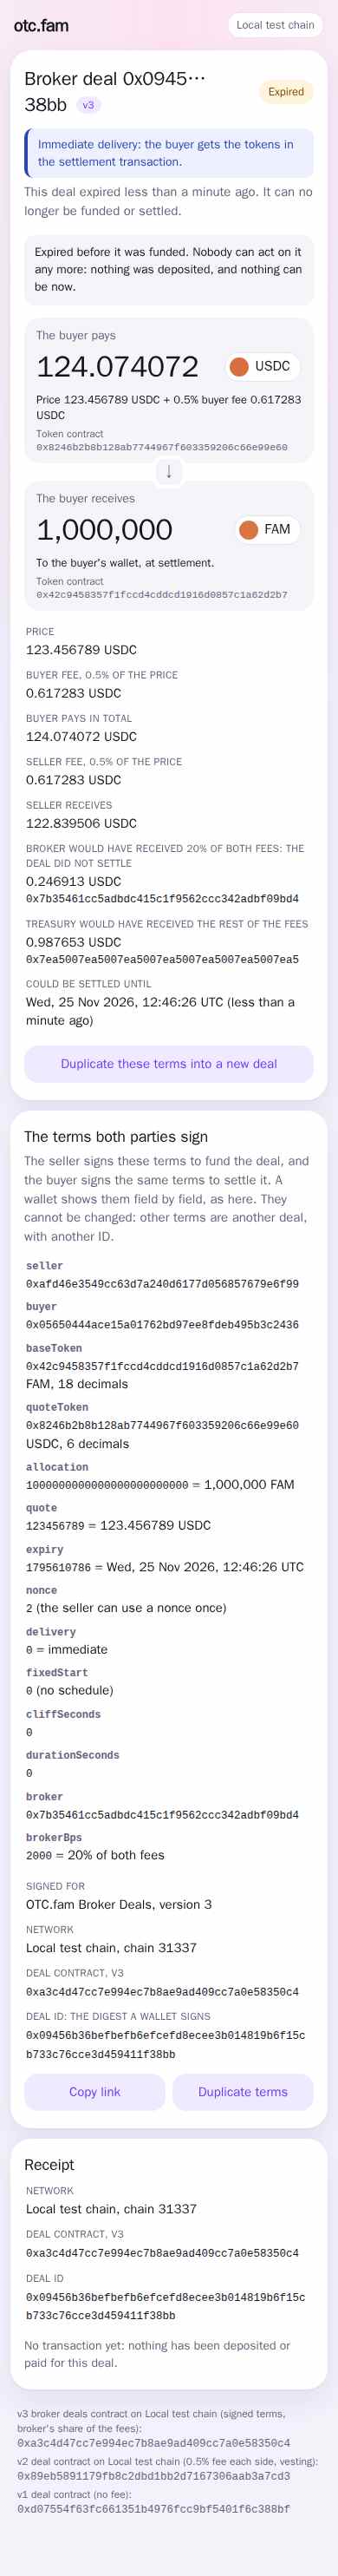 otc.fam
Local test chain
Broker deal 0x0945…
38bb v3
Expired
Immediate delivery: the buyer gets the tokens in
the settlement transaction.
This deal expired less than a minute ago. It can no
longer be funded or settled.
Expired before it was funded. Nobody can act on it
any more: nothing was deposited, and nothing can
be now.
The buyer pays
124.074072
USDC
Price 123.456789 USDC + 0.5% buyer fee 0.617283
USDC
Token contract
0x8246b2b8b128ab7744967f603359206c66e99e60
↓
The buyer receives
1,000,000
FAM
To the buyer's wallet, at settlement.
Token contract
0x42c9458357f1fccd4cddcd1916d0857c1a62d2b7
PRICE
123.456789 USDC
BUYER FEE, 0.5% OF THE PRICE
0.617283 USDC
BUYER PAYS IN TOTAL
124.074072 USDC
SELLER FEE, 0.5% OF THE PRICE
0.617283 USDC
SELLER RECEIVES
122.839506 USDC
BROKER WOULD HAVE RECEIVED 20% OF BOTH FEES: THE
DEAL DID NOT SETTLE
0.246913 USDC
0x7b35461cc5adbdc415c1f9562ccc342adbf09bd4
TREASURY WOULD HAVE RECEIVED THE REST OF THE FEES
0.987653 USDC
0x7ea5007ea5007ea5007ea5007ea5007ea5007ea5
COULD BE SETTLED UNTIL
Wed, 25 Nov 2026, 12:46:26 UTC (less than a
minute ago)
Duplicate these terms into a new deal
The terms both parties sign
The seller signs these terms to fund the deal, and
the buyer signs the same terms to settle it. A
wallet shows them field by field, as here. They
cannot be changed: other terms are another deal,
with another ID.
seller
0xafd46e3549cc63d7a240d6177d056857679e6f99
buyer
0x05650444ace15a01762bd97ee8fdeb495b3c2436
baseToken
0x42c9458357f1fccd4cddcd1916d0857c1a62d2b7
FAM, 18 decimals
quoteToken
0x8246b2b8b128ab7744967f603359206c66e99e60
USDC, 6 decimals
allocation
1000000000000000000000000 = 1,000,000 FAM
quote
123456789 = 123.456789 USDC
expiry
1795610786 = Wed, 25 Nov 2026, 12:46:26 UTC
nonce
2 (the seller can use a nonce once)
delivery
0 = immediate
fixedStart
0 (no schedule)
cliffSeconds
0
durationSeconds
0
broker
0x7b35461cc5adbdc415c1f9562ccc342adbf09bd4
brokerBps
2000 = 20% of both fees
SIGNED FOR
OTC.fam Broker Deals, version 3
NETWORK
Local test chain, chain 31337
DEAL CONTRACT, V3
0xa3c4d47cc7e994ec7b8ae9ad409cc7a0e58350c4
DEAL ID: THE DIGEST A WALLET SIGNS
0x09456b36befbefb6efcefd8ecee3b014819b6f15c
b733c76cce3d459411f38bb
Copy link
Duplicate terms
Receipt
NETWORK
Local test chain, chain 31337
DEAL CONTRACT, V3
0xa3c4d47cc7e994ec7b8ae9ad409cc7a0e58350c4
DEAL ID
0x09456b36befbefb6efcefd8ecee3b014819b6f15c
b733c76cce3d459411f38bb
No transaction yet: nothing has been deposited or
paid for this deal.
v3 broker deals contract on Local test chain (signed terms,
broker's share of the fees):
0xa3c4d47cc7e994ec7b8ae9ad409cc7a0e58350c4
v2 deal contract on Local test chain (0.5% fee each side, vesting):
0x89eb5891179fb8c2dbd1bb2d7167306aab3a7cd3
v1 deal contract (no fee):
0xd07554f63fc661351b4976fcc9bf5401f6c388bf